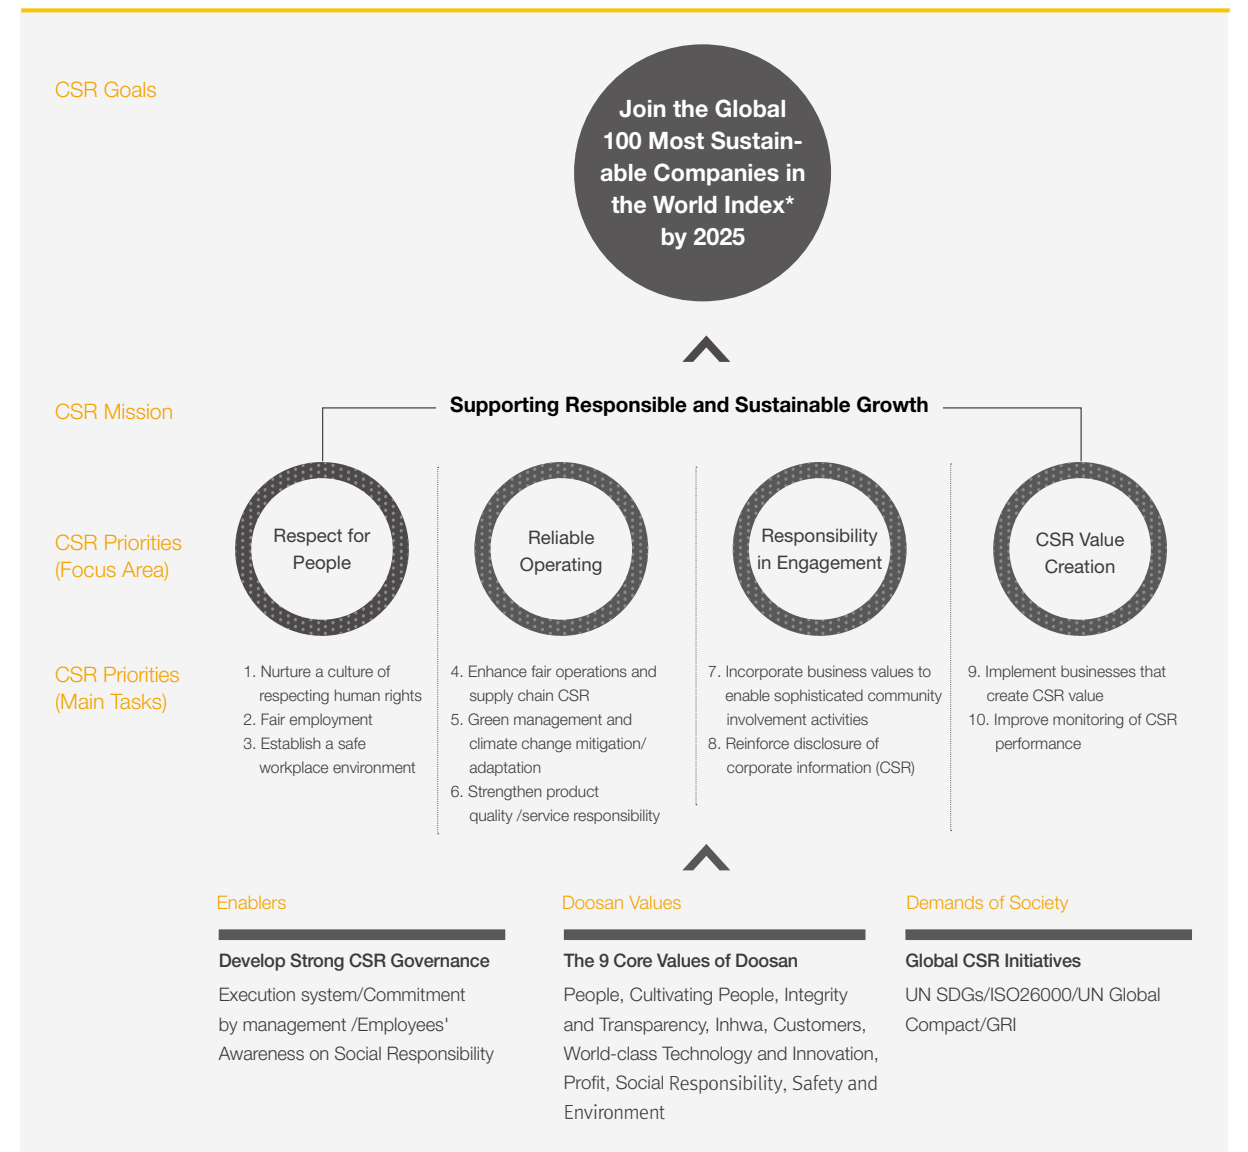 CSR Goals
Join the Global
100 Most Sustain-
able Companies in
the World Index*
by 2025
CSR Mission
Supporting Responsible and Sustainable Growth
CSR Priorities
(Focus Area)
Respect for
People
Reliable
Operating
Responsibility
in Engagement
CSR Value
Creation
CSR Priorities
(Main Tasks)
1. Nurture a culture of
respecting human rights
2. Fair employment
3. Establish a safe
workplace environment
4. Enhance fair operations and
supply chain CSR
5. Green management and
climate change mitigation/
adaptation
6. Strengthen product
quality /service responsibility
7. Incorporate business values to
enable sophisticated community
involvement activities
8. Reinforce disclosure of
corporate information (CSR)
9. Implement businesses that
create CSR value
10. Improve monitoring of CSR
performance
Enablers
Develop Strong CSR Governance
Execution system/Commitment
by management /Employees'
Awareness on Social Responsibility
Doosan Values
The 9 Core Values of Doosan
People, Cultivating People, Integrity
and Transparency, Inhwa, Customers,
World-class Technology and Innovation,
Profit, Social Responsibility, Safety and
Environment
Demands of Society
Global CSR Initiatives
UN SDGs/ISO26000/UN Global
Compact/GRI